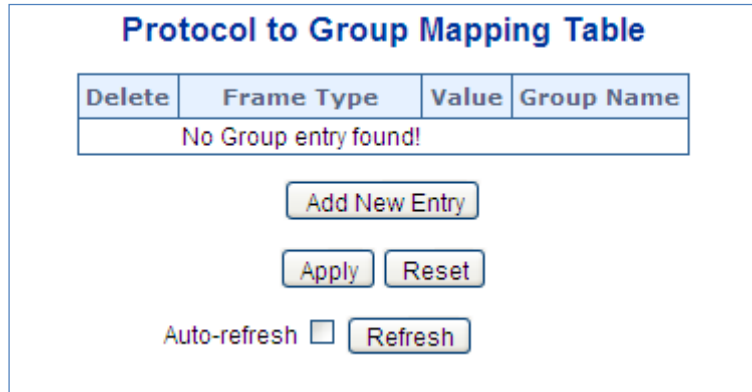 Protocol to Group Mapping Table
Delete Frame Type Value Group Name
No Group entry found!
Add New Entry
Apply Reset
Auto-refresh Refresh